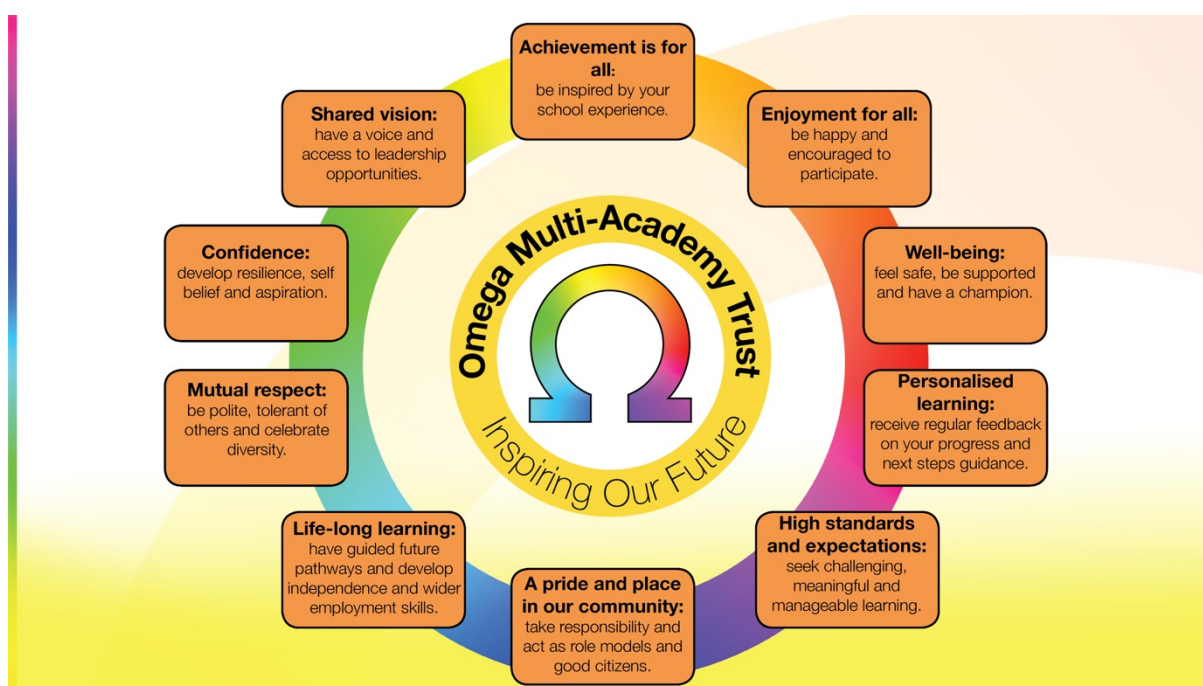 Achievement is for
all:
be inspired by your
school experience.
Enjoyment for all:
be happy and
encouraged to
participate.
Well-being:
feel safe, be supported
and have a champion.
Personalised
learning:
receive regular feedback
on your progress and
next steps guidance.
High standards
and expectations:
seek challenging,
meaningful and
manageable learning.
A pride and place
in our community:
take responsibility and
act as role models and
good citizens.
Life-long learning:
have guided future
pathways and develop
independence and wider
employment skills.
Mutual respect:
be polite, tolerant of
others and celebrate
diversity.
Confidence:
develop resilience, self
belief and aspiration.
Shared vision:
have a voice and
access to leadership
opportunities.
Omega Multi-Academy Trust
Ω
Inspiring Our Future